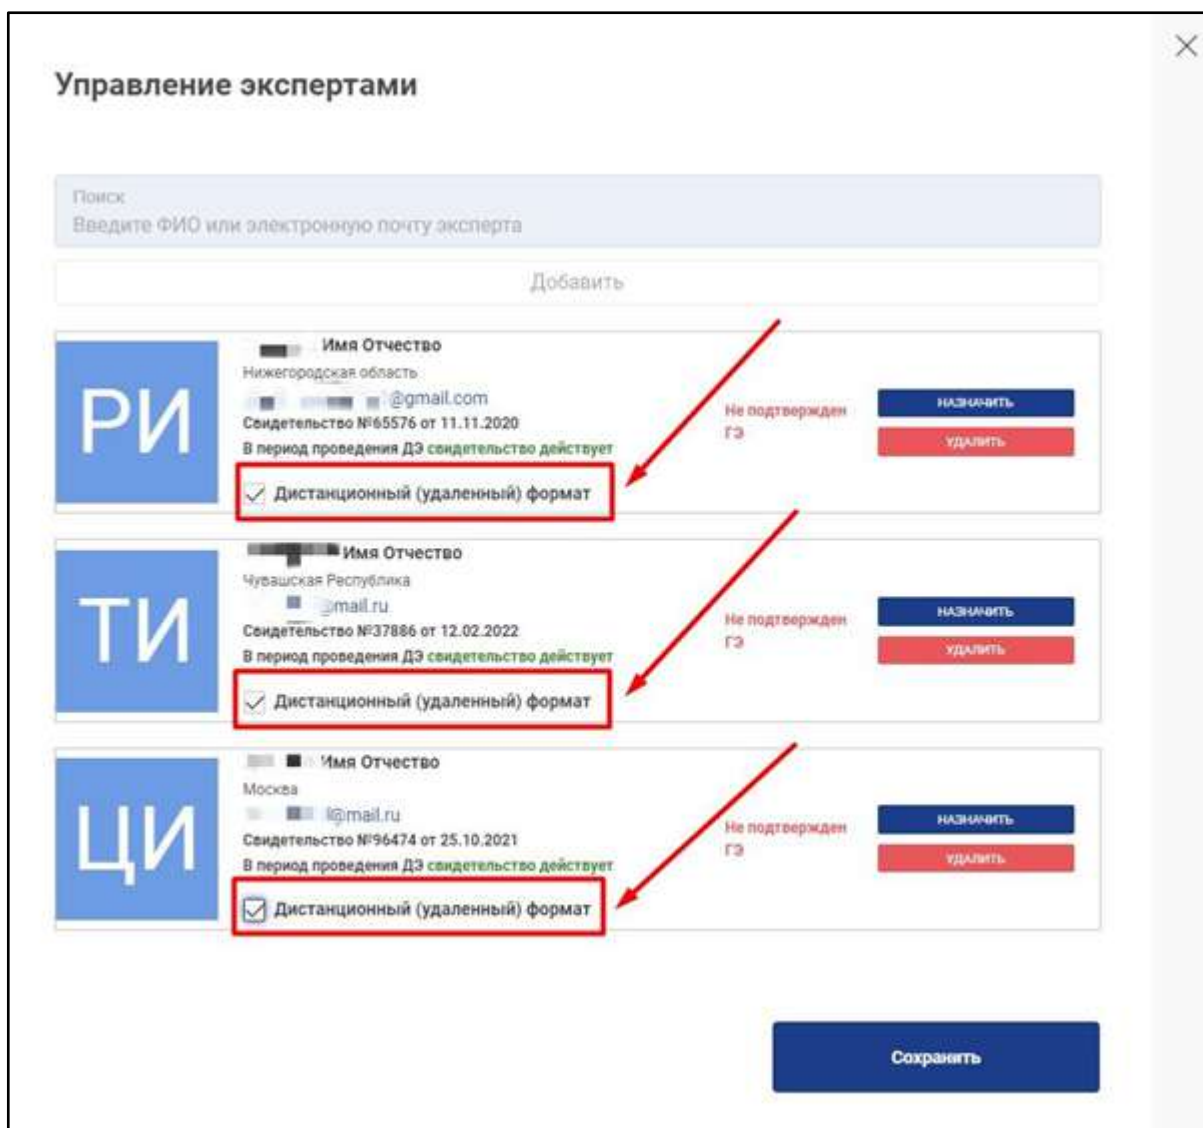 Управление экспертами
Поиск
Введите ФИО или электронную почту эксперта
Добавить
РИ
Имя Отчество
Нижегородская область
@gmail.com
Свидетельство №65576 от 11.11.2020
В период проведения ДЭ свидетельство действует
Дистанционный (удаленный) формат
Не подтвержден
ГЭ
НАЗНАЧИТЬ
УДАЛИТЬ
ТИ
Имя Отчество
Чувашская Республика
@mail.ru
Свидетельство №37886 от 12.02.2022
В период проведения ДЭ свидетельство действует
Дистанционный (удаленный) формат
Не подтвержден
ГЭ
НАЗНАЧИТЬ
УДАЛИТЬ
ЦИ
Имя Отчество
Москва
@mail.ru
Свидетельство №96474 от 25.10.2021
В период проведения ДЭ свидетельство действует
Дистанционный (удаленный) формат
Не подтвержден
ГЭ
НАЗНАЧИТЬ
УДАЛИТЬ
Сохранить